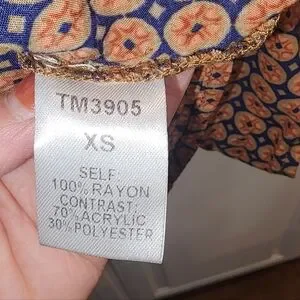 TM3905
XS
SELF:
100% RAYON
CONTRAST:
70% ACRYLIC
30% POLYESTER